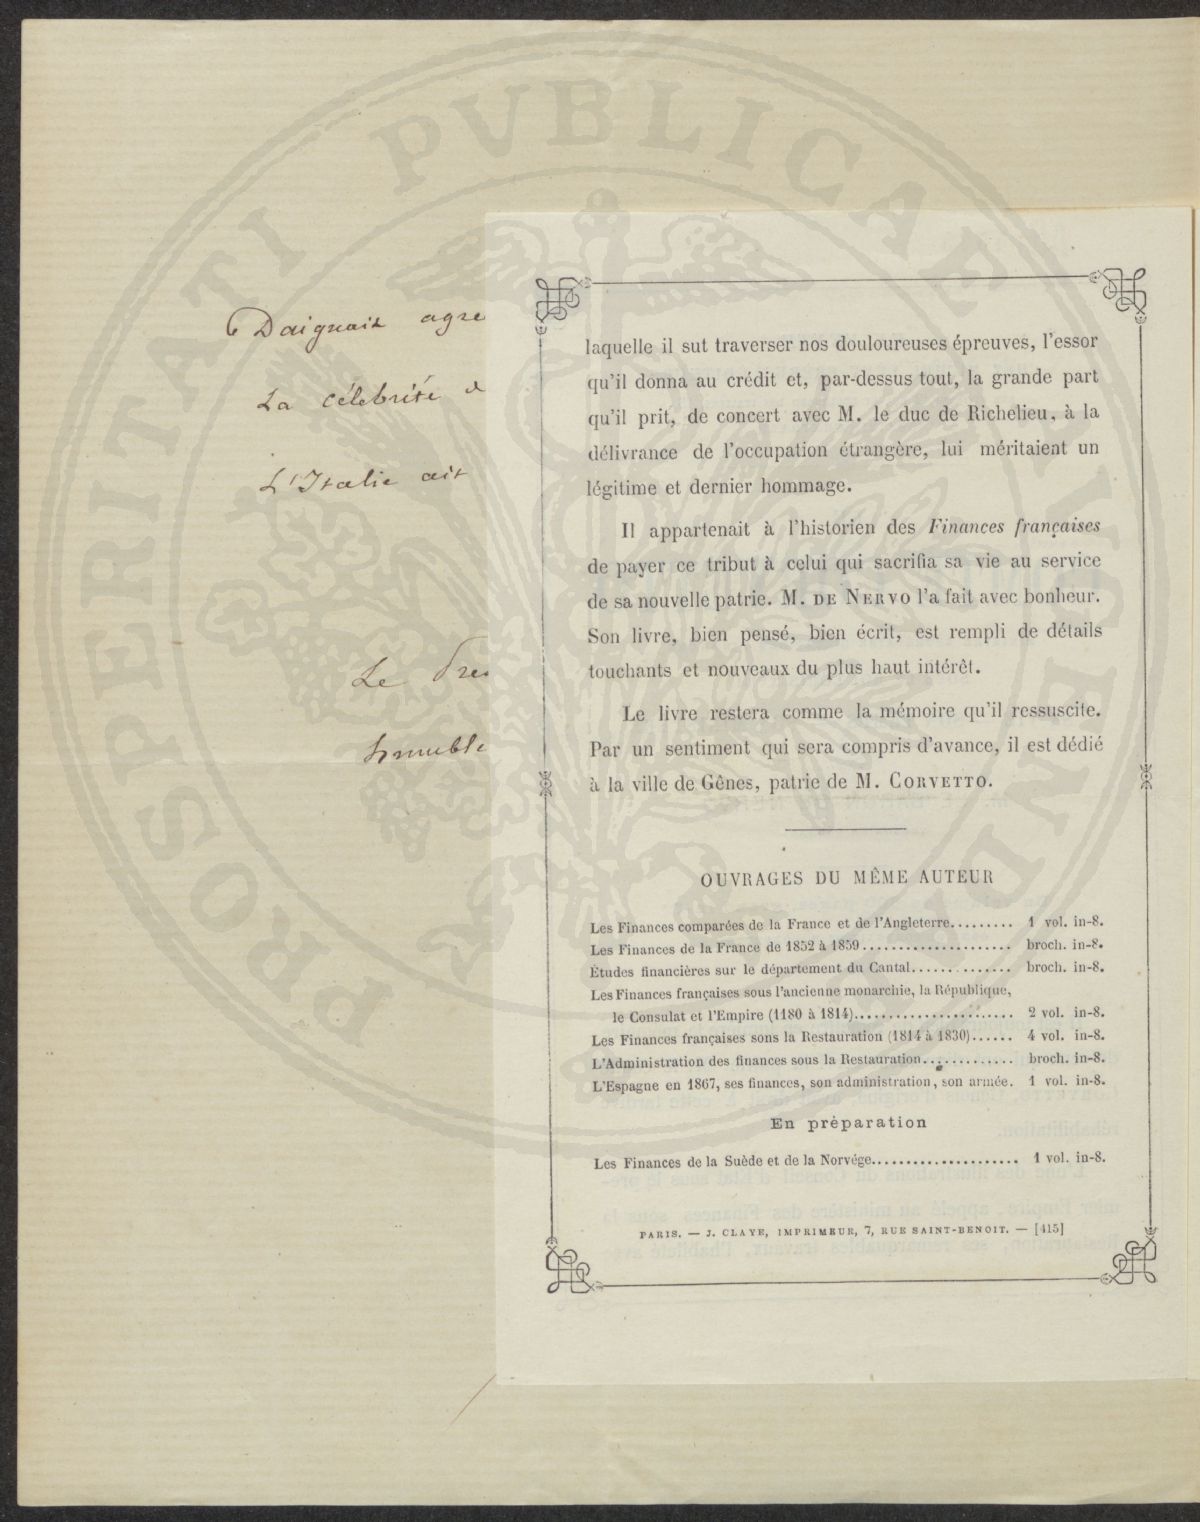 PROSPERITATI PVBLICAE AVGENDAE
Daignait agre
La célébrité d
L'Italie ait
Le
humble
laquelle il sut traverser nos douloureuses épreuves, l'essor
qu'il donna au crédit et, par-dessus tout, la grande part
qu'il prit, de concert avec M. le duc de Richelieu, à la
délivrance de l'occupation étrangère, lui méritaient un
légitime et dernier hommage.
Il appartenait à l'historien des Finances françaises
de payer ce tribut à celui qui sacrifia sa vie au service
de sa nouvelle patrie. M. DE NERVO l'a fait avec bonheur.
Son livre, bien pensé, bien écrit, est rempli de détails
touchants et nouveaux du plus haut intérêt.
Le livre restera comme la mémoire qu'il ressuscite.
Par un sentiment qui sera compris d'avance, il est dédié
à la ville de Gênes, patrie de M. CORVETTO.
OUVRAGES DU MÊME AUTEUR
Les Finances comparées de la France et de l'Angleterre......... 1 vol. in-8.
Les Finances de la France de 1852 à 1859..................... broch. in-8.
Études financières sur le département du Cantal.............. broch. in-8.
Les Finances françaises sous l'ancienne monarchie, la République,
le Consulat et l'Empire (1180 à 1814)....................... 2 vol. in-8.
Les Finances françaises sons la Restauration (1814 à 1830)...... 4 vol. in-8.
L'Administration des finances sous la Restauration............. broch. in-8.
L'Espagne en 1867, ses finances, son administration, son armée. 1 vol. in-8.
En préparation
Les Finances de la Suède et de la Norvége..................... 1 vol. in-8.
PARIS. — J. CLAYE, IMPRIMEUR, 7, RUE SAINT-BENOIT. — [415]